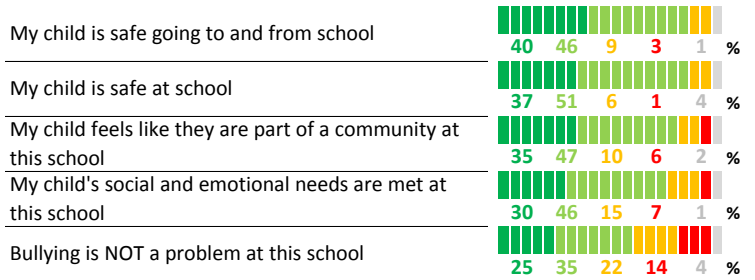 My child is safe going to and from school
40 46 9 3 1 %
My child is safe at school
37 51 6 1 4 %
My child feels like they are part of a community at
this school
35 47 10 6 2 %
My child's social and emotional needs are met at
this school
30 46 15 7 1 %
Bullying is NOT a problem at this school
25 35 22 14 4 %